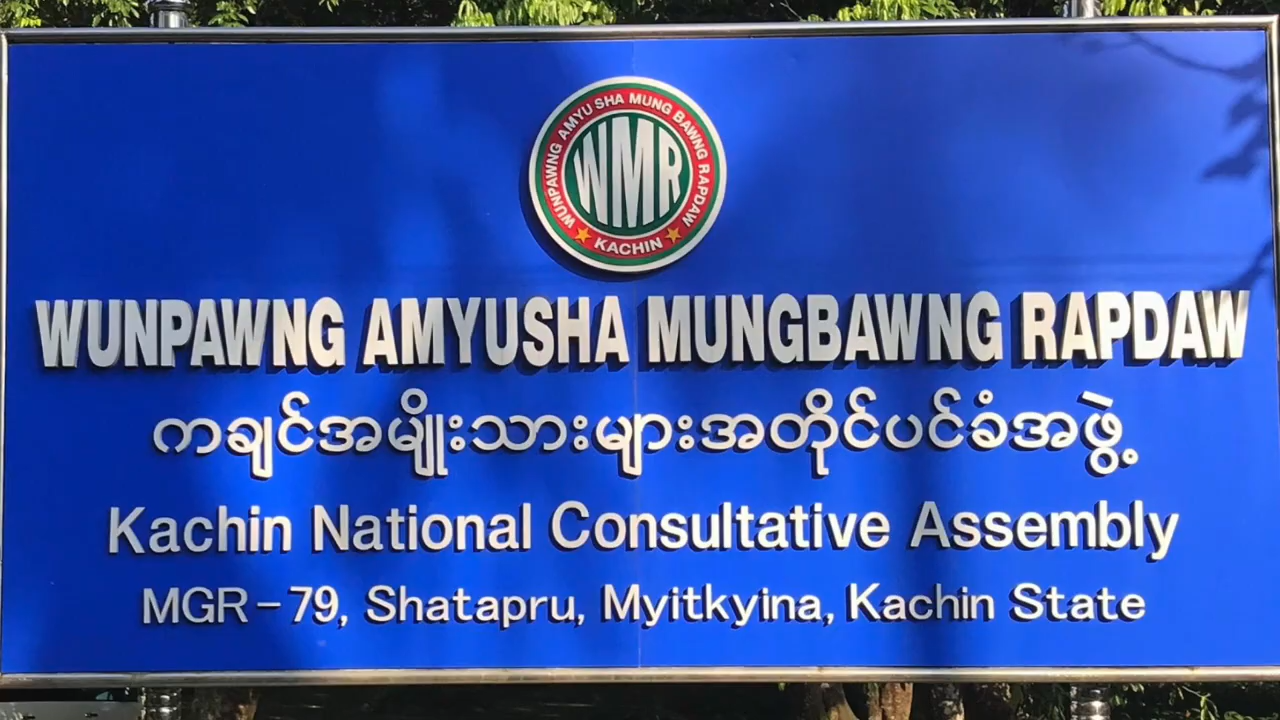 WUNPAWNG AMYU SHA MUNG BAWNG RAPDAW
WMR
KACHIN
WUNPAWNG AMYUSHA MUNGBAWNG RAPDAW
ကချင်အမျိုးသားများအတိုင်ပင်ခံအဖွဲ့
Kachin National Consultative Assembly
MGR-79, Shatapru, Myitkyina, Kachin State